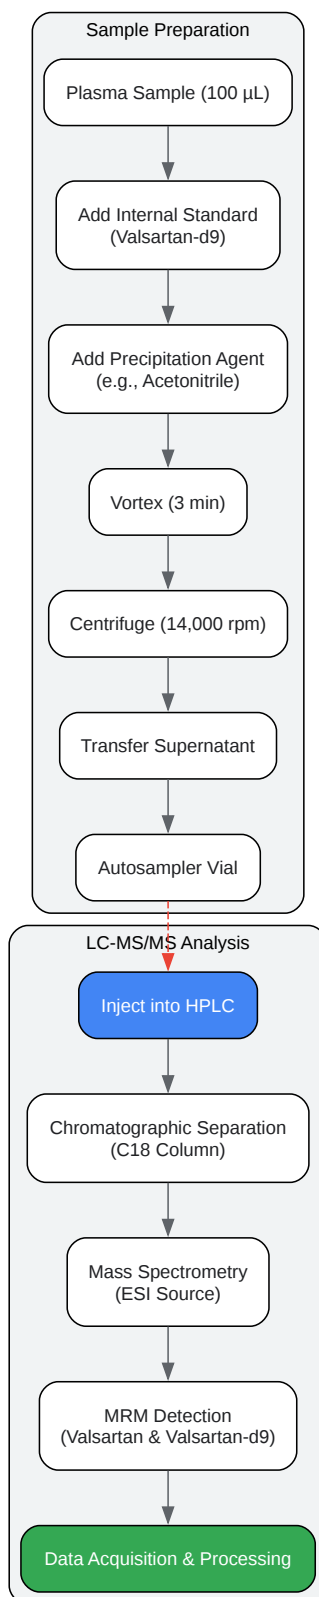 Sample Preparation
Plasma Sample (100 µL)
Add Internal Standard
(Valsartan-d9)
Add Precipitation Agent
(e.g., Acetonitrile)
Vortex (3 min)
Centrifuge (14,000 rpm)
Transfer Supernatant
Autosampler Vial
LC-MS/MS Analysis
Inject into HPLC
Chromatographic Separation
(C18 Column)
Mass Spectrometry
(ESI Source)
MRM Detection
(Valsartan & Valsartan-d9)
Data Acquisition & Processing